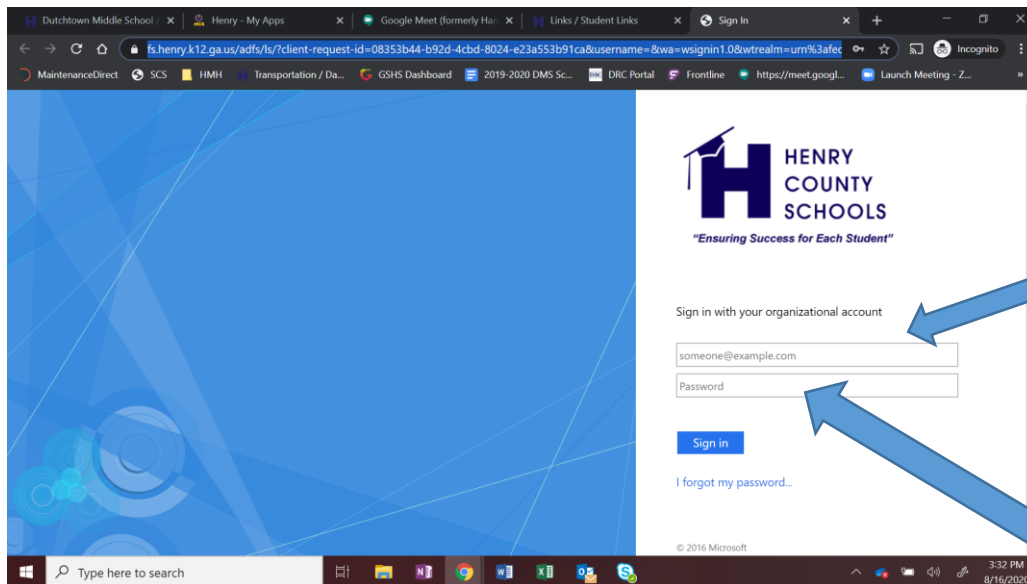 Dutchtown Middle School / Henry - My Apps Google Meet (formerly Han Links / Student Links Sign In
fs.henry.k12.ga.us/adfs/ls/?client-request-id=08353b44-b92d-4cbd-8024-e23a553b91ca&username=&wa=wsignin1.0&wtrealm=urn%3afec Incognito
MaintenanceDirect SCS HMH Transportation / Da... GSHS Dashboard 2019-2020 DMS Sc... DRC Portal Frontline https://meet.googl... Launch Meeting - Z... »
H HENRY
COUNTY
SCHOOLS
"Ensuring Success for Each Student"
Sign in with your organizational account
someone@example.com
Password
Sign in
I forgot my password...
© 2016 Microsoft
Type here to search
3:32 PM
8/16/202